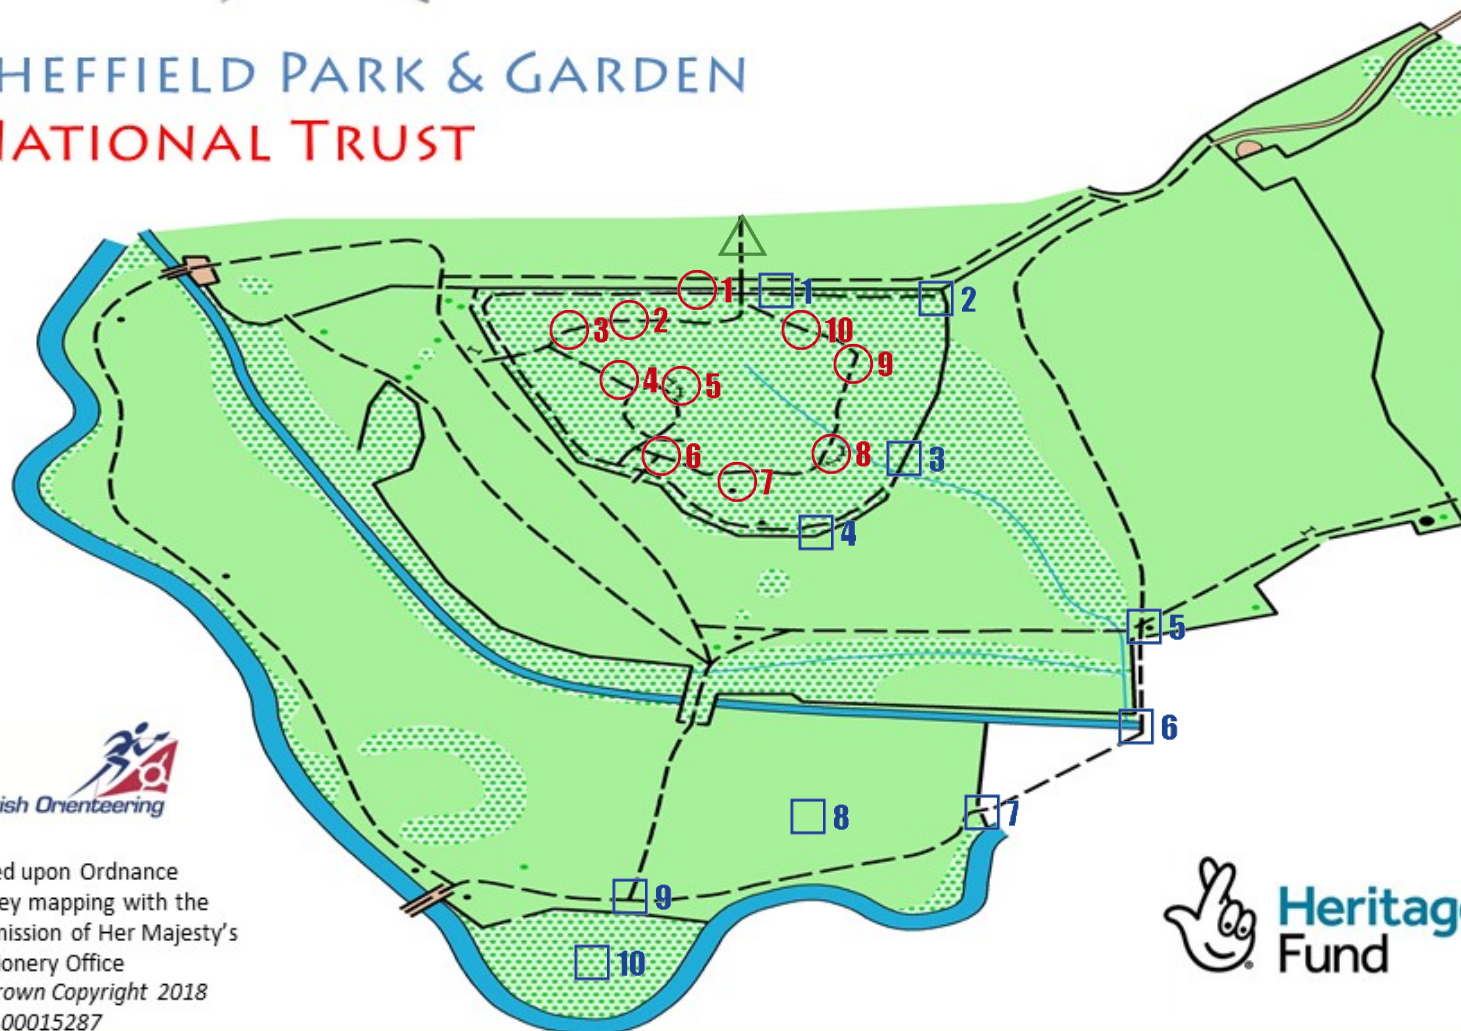 HEFFIELD PARK & GARDEN
NATIONAL TRUST
1
1
2
2
3
10
9
4
5
3
6
8
7
4
5
6
7
8
9
10
ish Orienteering
ed upon Ordnance
ey mapping with the
mission of Her Majesty's
ionery Office
rown Copyright 2018
00015287
Heritag
Fund